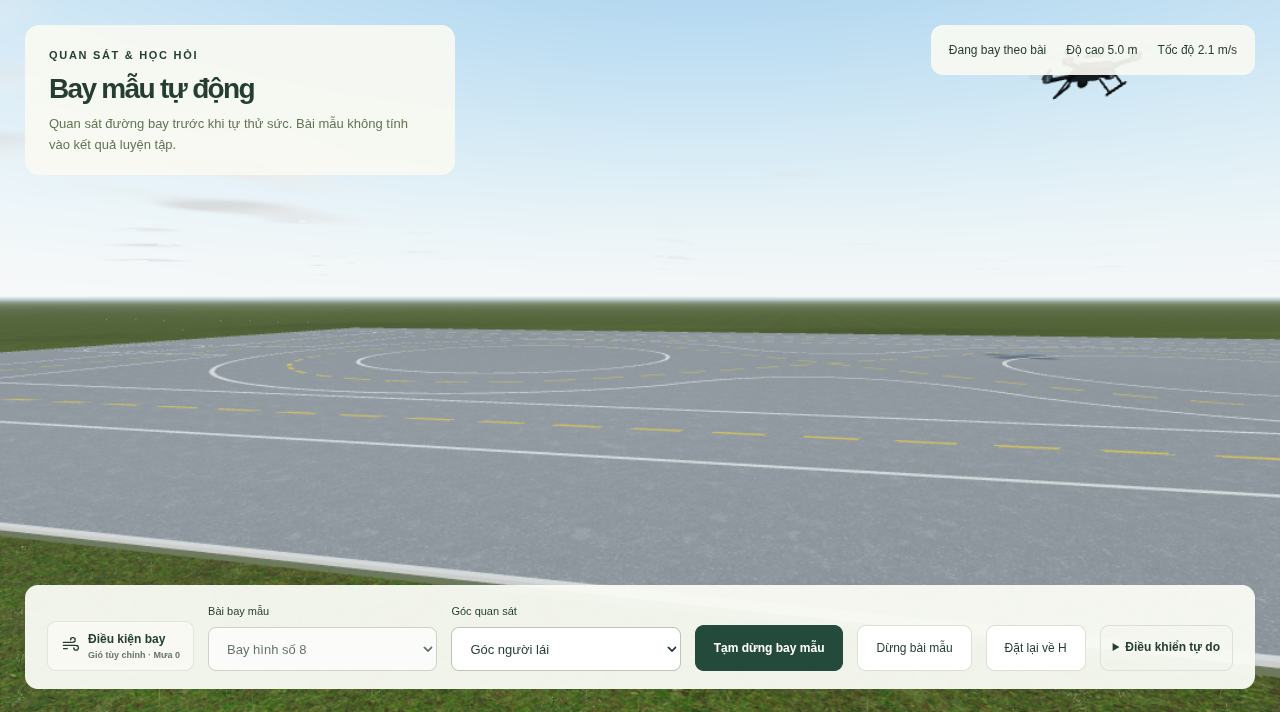 QUAN SÁT & HỌC HỎI
Bay mẫu tự động
Quan sát đường bay trước khi tự thử sức. Bài mẫu không tính
vào kết quả luyện tập.
Đang bay theo bài Độ cao 5.0 m Tốc độ 2.1 m/s
Điều kiện bay
Gió tùy chỉnh · Mưa 0
Bài bay mẫu
Bay hình số 8
Góc quan sát
Góc người lái
Tạm dừng bay mẫu
Dừng bài mẫu
Đặt lại về H
Điều khiển tự do